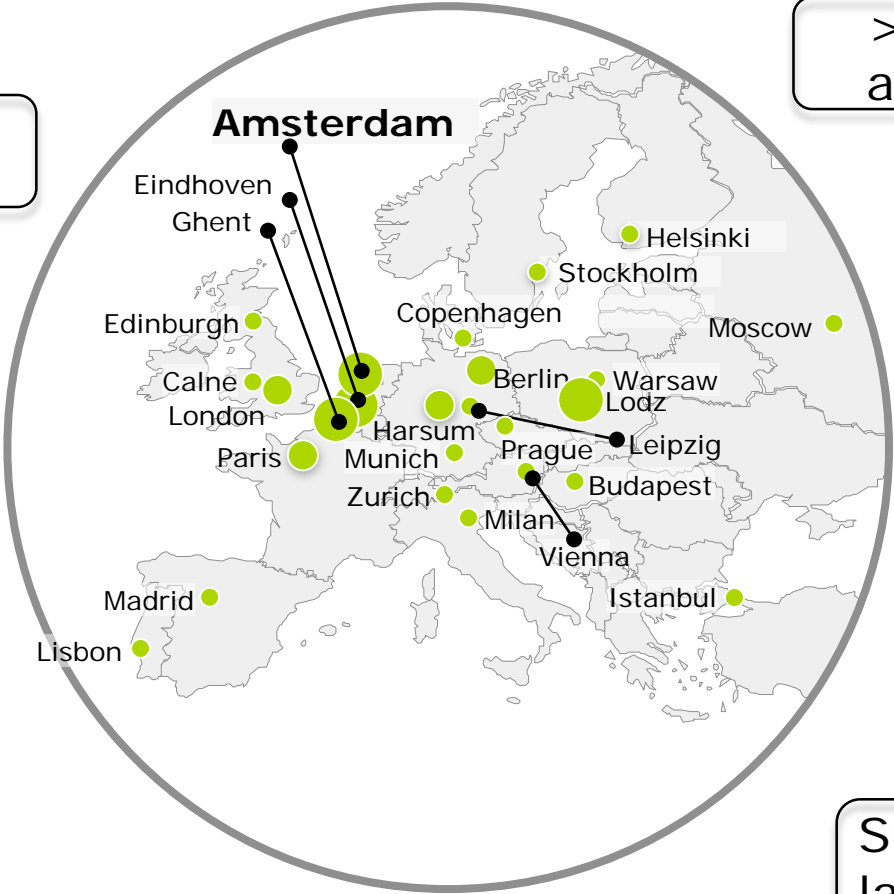 >
a
Amsterdam
Eindhoven
Ghent
Helsinki
Stockholm
Copenhagen
Edinburgh
Moscow
Calne
Berlin
Warsaw
London
Lodz
Harsum
Paris
Munich
Prague
Leipzig
Zurich
Budapest
Milan
Vienna
Madrid
Istanbul
Lisbon
S